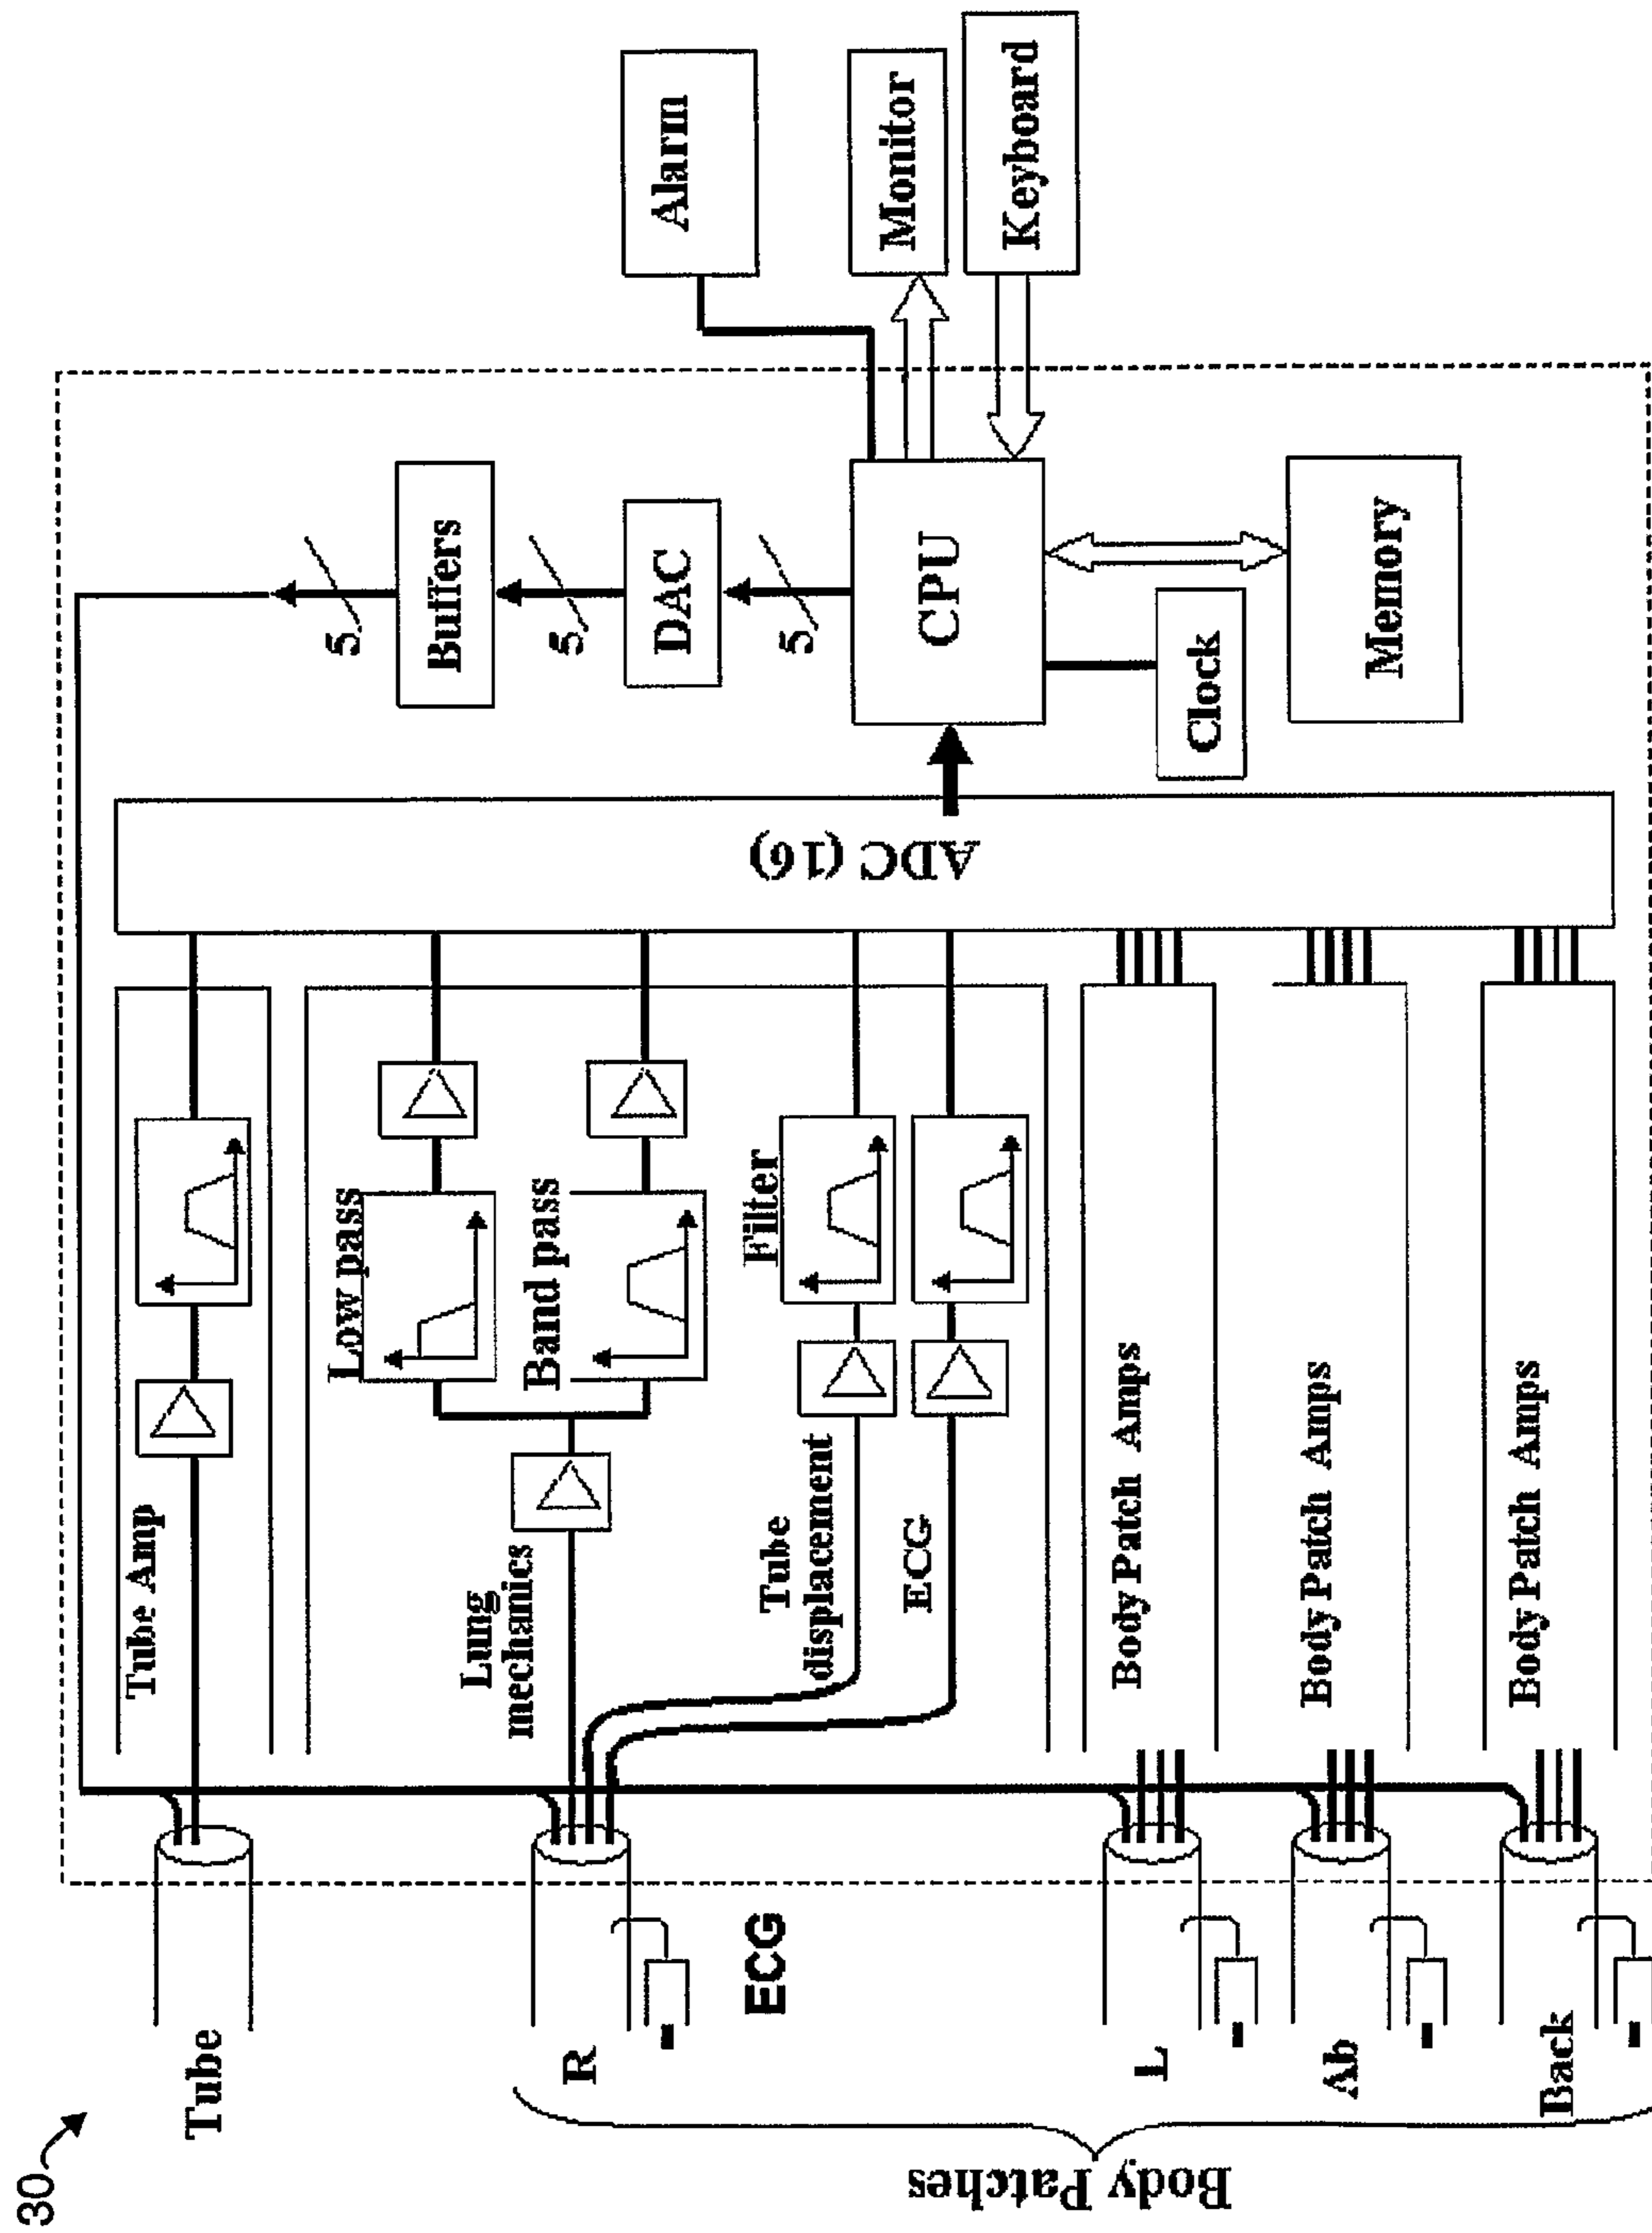 30
Tube
Tube Amp
R
ECG
Lung
mechanics
Low pass
Band pass
Tube
displacement
Filter
ECG
L
Body Patch Amps
Ab
Body Patch Amps
Back
Body Patch Amps
Body Patches
ADC (16)
5
Buffers
5
DAC
5
CPU
Clock
Memory
Alarm
Monitor
Keyboard